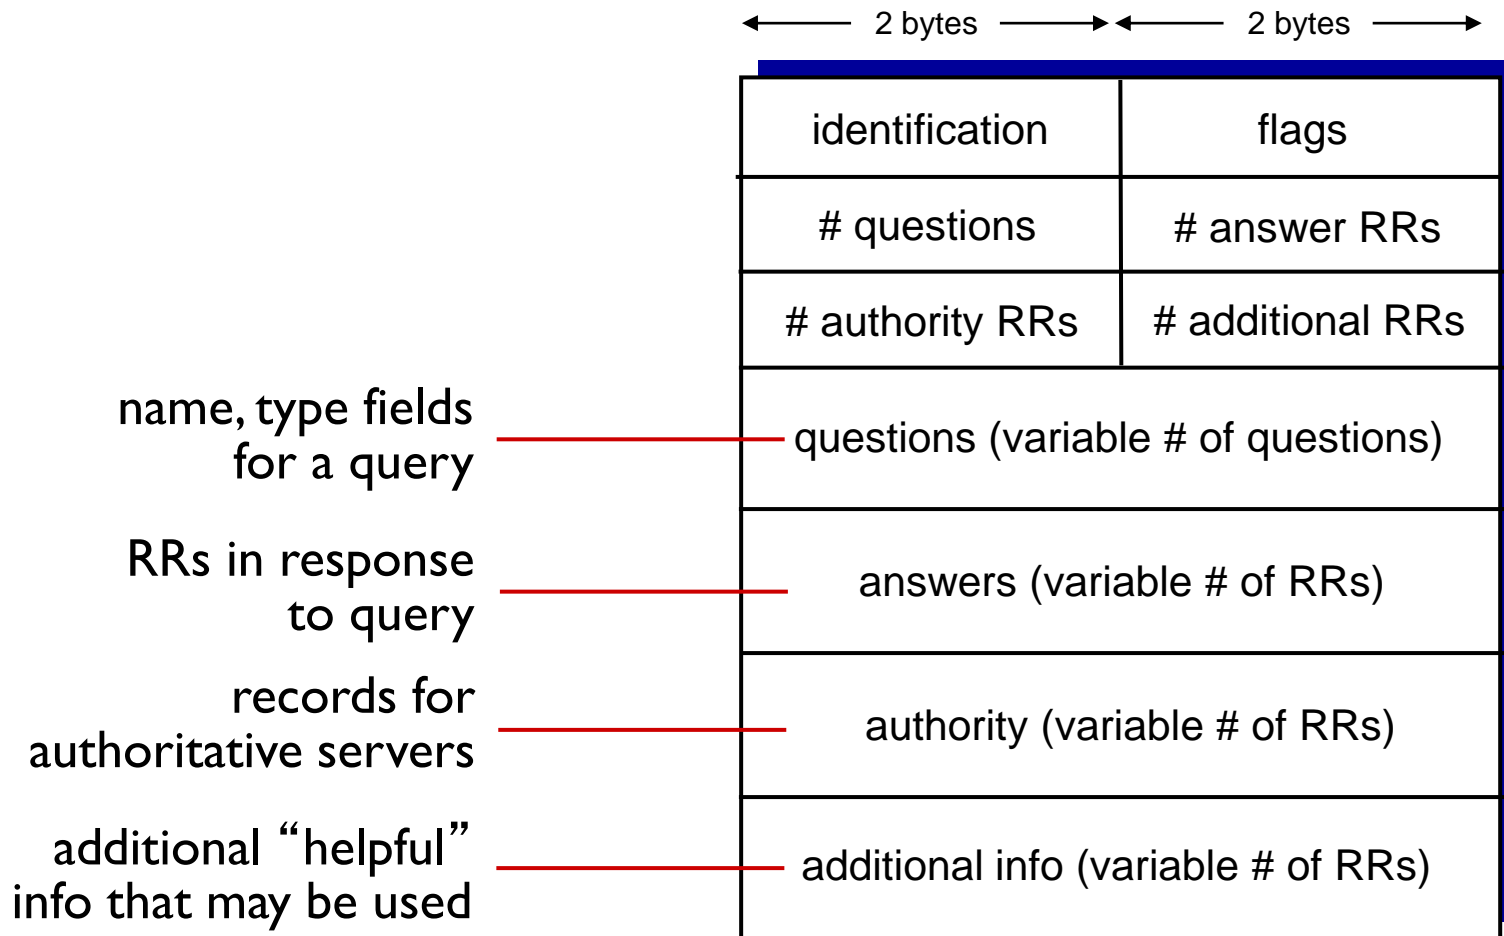 2 bytes 2 bytes
identification flags
# questions # answer RRs
# authority RRs # additional RRs
name, type fields
for a query
questions (variable # of questions)
RRs in response
to query
answers (variable # of RRs)
records for
authoritative servers
authority (variable # of RRs)
additional “helpful”
info that may be used
additional info (variable # of RRs)